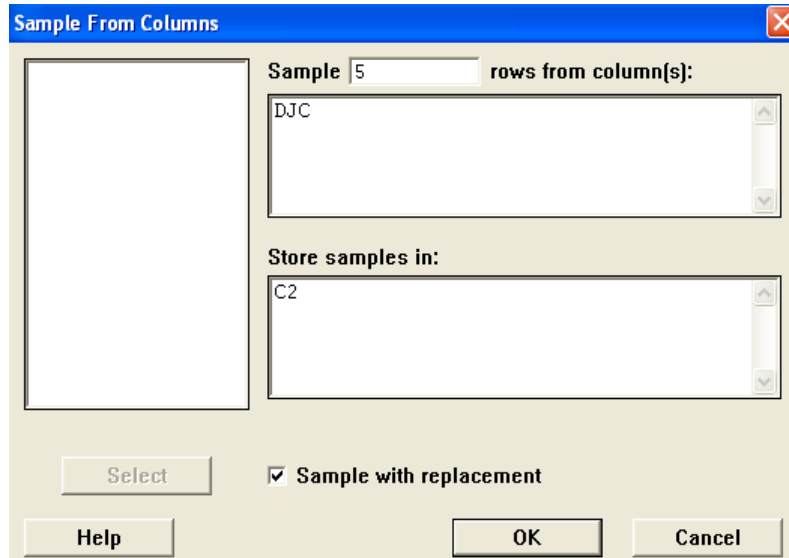 Sample From Columns
Sample 5 rows from column(s):
DJC
Store samples in:
C2
Select
Sample with replacement
Help
OK
Cancel